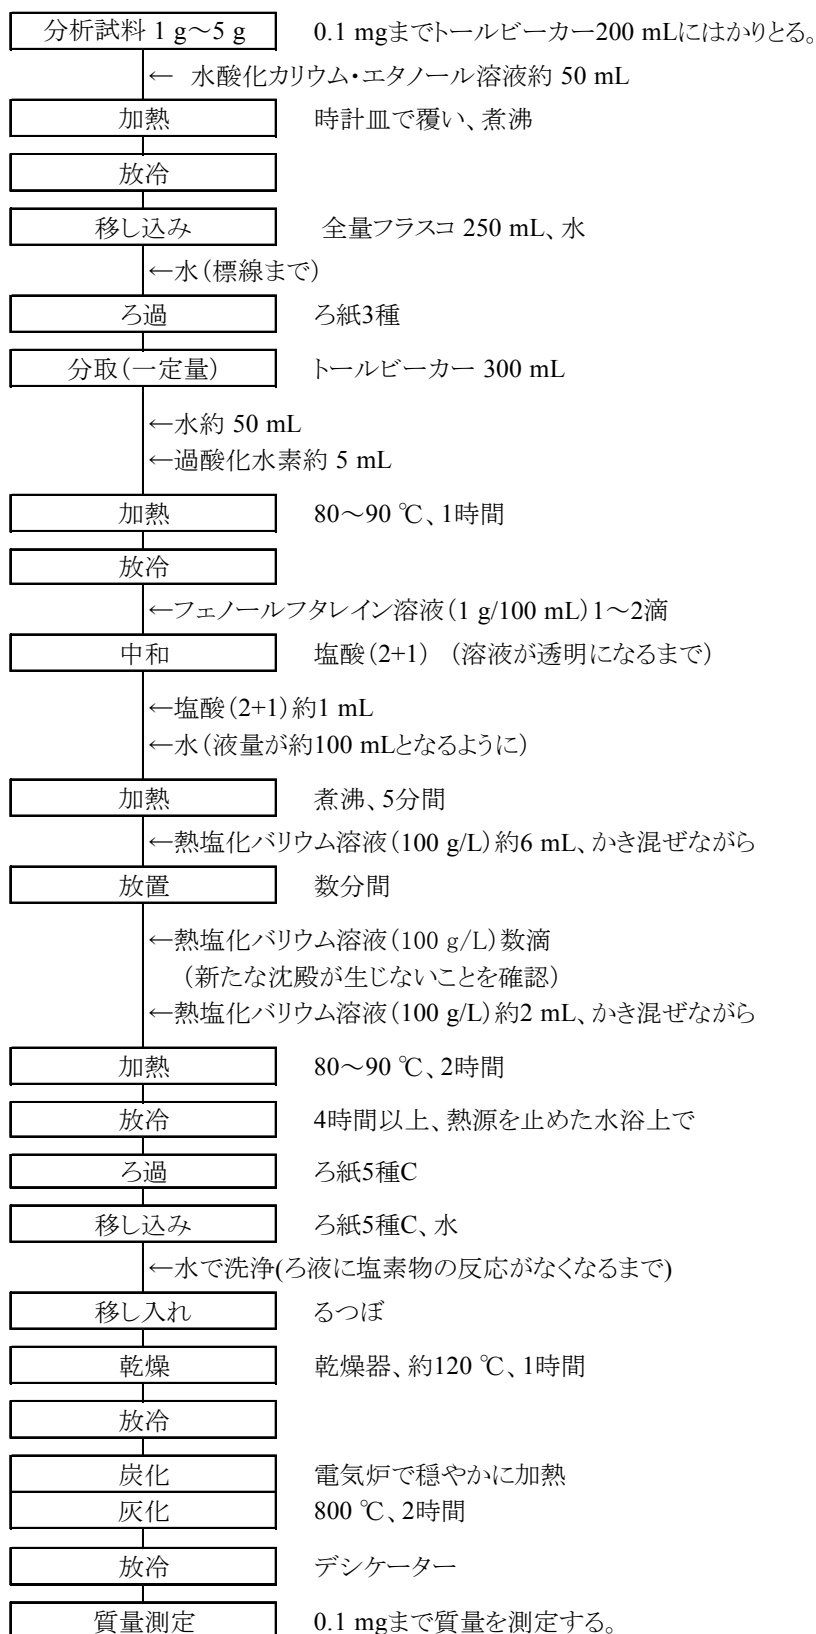 分析試料 1 g～5 g 0.1 mgまでトールビーカー200 mLにはかりとる。
← 水酸化カリウム・エタノール溶液約 50 mL
加熱 時計皿で覆い、煮沸
放冷
移し込み 全量フラスコ 250 mL、水
←水（標線まで）
ろ過 ろ紙3種
分取（一定量） トールビーカー 300 mL
←水約 50 mL
←過酸化水素約 5 mL
加熱 80～90 ℃、1時間
放冷
←フェノールフタレイン溶液（1 g/100 mL）1～2滴
中和 塩酸（2+1） （溶液が透明になるまで）
←塩酸（2+1）約1 mL
←水（液量が約100 mLとなるように）
加熱 煮沸、5分間
←熱塩化バリウム溶液（100 g/L）約6 mL、かき混ぜながら
放置 数分間
←熱塩化バリウム溶液（100 g/L）数滴
（新たな沈殿が生じないことを確認）
←熱塩化バリウム溶液（100 g/L）約2 mL、かき混ぜながら
加熱 80～90 ℃、2時間
放冷 4時間以上、熱源を止めた水浴上で
ろ過 ろ紙5種C
移し込み ろ紙5種C、水
←水で洗浄(ろ液に塩素物の反応がなくなるまで)
移し入れ るつぼ
乾燥 乾燥器、約120 ℃、1時間
放冷
炭化 電気炉で穏やかに加熱
灰化 800 ℃、2時間
放冷 デシケーター
質量測定 0.1 mgまで質量を測定する。